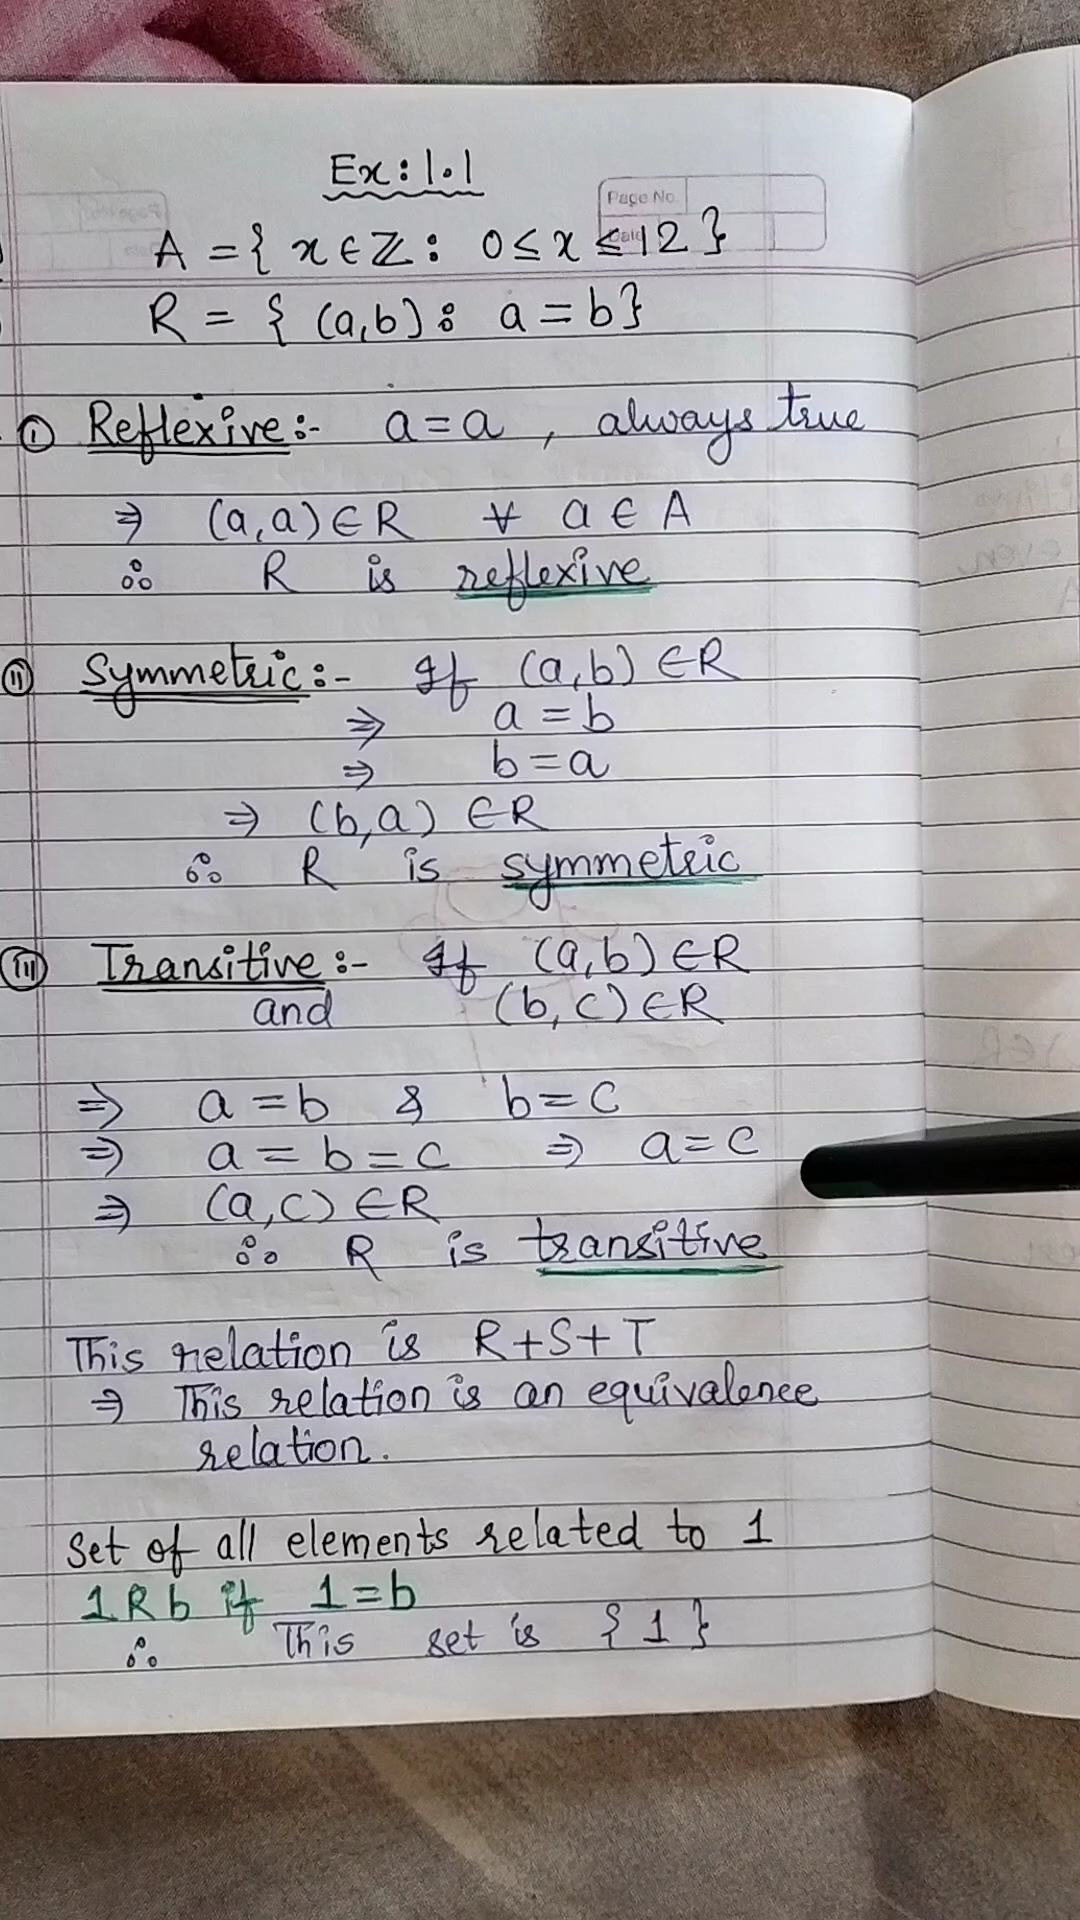 Ex: 1.1
Page No.
Date
A = { x ∈ ℤ : 0 ≤ x ≤ 12 }
R = { (a,b) : a = b }
(i) Reflexive :- a = a , always true
⇒ (a,a) ∈ R ∀ a ∈ A
∴ R is reflexive
(ii) Symmetric :- If (a,b) ∈ R
⇒ a = b
⇒ b = a
⇒ (b,a) ∈ R
∴ R is symmetric
(iii) Transitive :- If (a,b) ∈ R
and (b,c) ∈ R
⇒ a = b & b = c
⇒ a = b = c ⇒ a = c
⇒ (a,c) ∈ R
∴ R is transitive
This relation is R+S+T
⇒ This relation is an equivalence
relation.
Set of all elements related to 1
1 R b if 1 = b
∴ This set is { 1 }